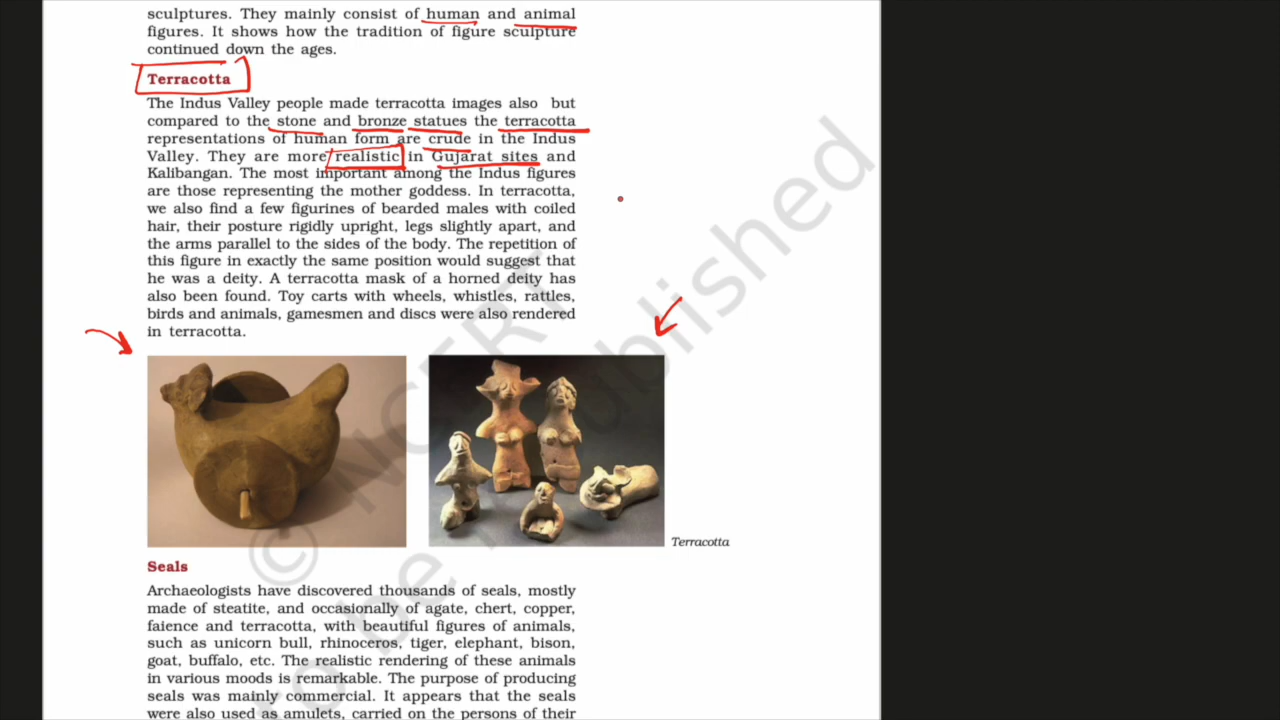 sculptures. They mainly consist of human and animal
figures. It shows how the tradition of figure sculpture
continued down the ages.
Terracotta
The Indus Valley people made terracotta images also but
compared to the stone and bronze statues the terracotta
representations of human form are crude in the Indus
Valley. They are more realistic in Gujarat sites and
Kalibangan. The most important among the Indus figures
are those representing the mother goddess. In terracotta,
we also find a few figurines of bearded males with coiled
hair, their posture rigidly upright, legs slightly apart, and
the arms parallel to the sides of the body. The repetition of
this figure in exactly the same position would suggest that
he was a deity. A terracotta mask of a horned deity has
also been found. Toy carts with wheels, whistles, rattles,
birds and animals, gamesmen and discs were also rendered
in terracotta.
Terracotta
Seals
Archaeologists have discovered thousands of seals, mostly
made of steatite, and occasionally of agate, chert, copper,
faience and terracotta, with beautiful figures of animals,
such as unicorn bull, rhinoceros, tiger, elephant, bison,
goat, buffalo, etc. The realistic rendering of these animals
in various moods is remarkable. The purpose of producing
seals was mainly commercial. It appears that the seals
were also used as amulets, carried on the persons of their
© NCERT
to be published